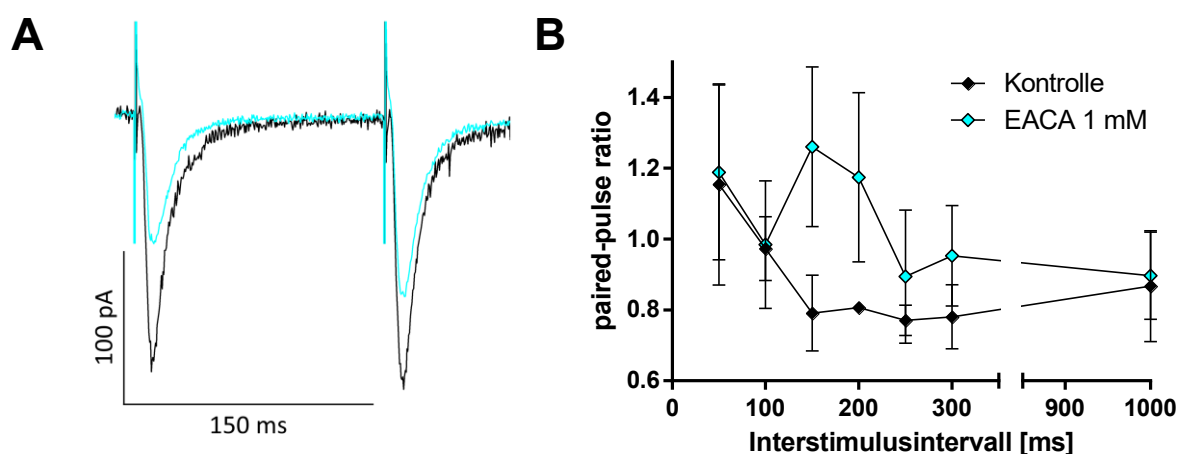 A
100 pA
150 ms
B
Kontrolle
EACA 1 mM
paired-pulse ratio
1.4
1.2
1.0
0.8
0.6
0 100 200 300 900 1000
Interstimulusintervall [ms]